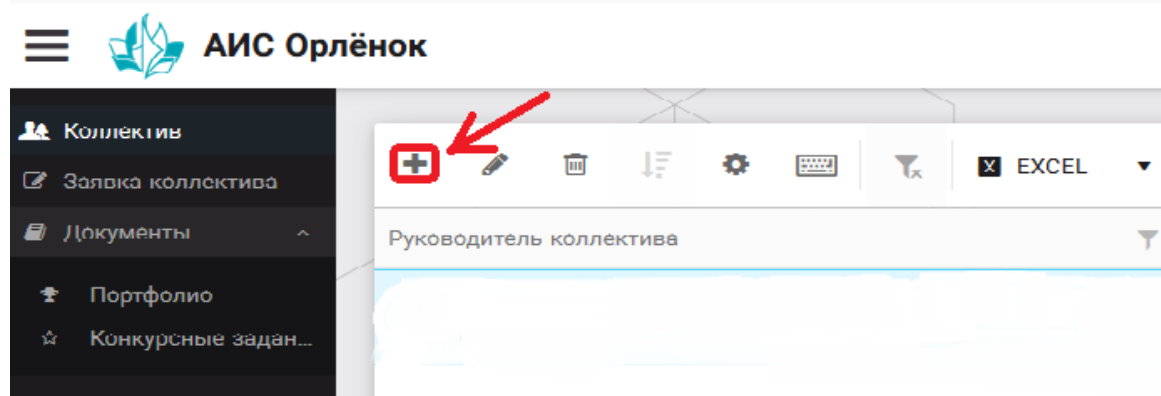 АИС Орлёнок
Коллектив
Заявка коллектива
Документы
Портфолио
Конкурсные задан...
X EXCEL
Руководитель коллектива